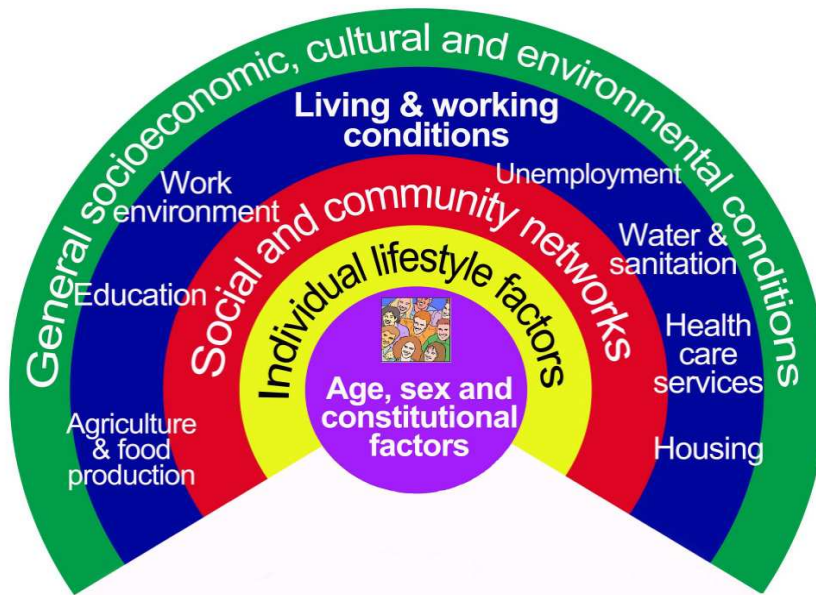 General socioeconomic, cultural and environmental conditions
Living & working
conditions
Work
environment
Unemployment
Education
Water &
sanitation
Agriculture
& food
production
Health
care
services
Housing
Social and community networks
Individual lifestyle factors
Age, sex and
constitutional
factors